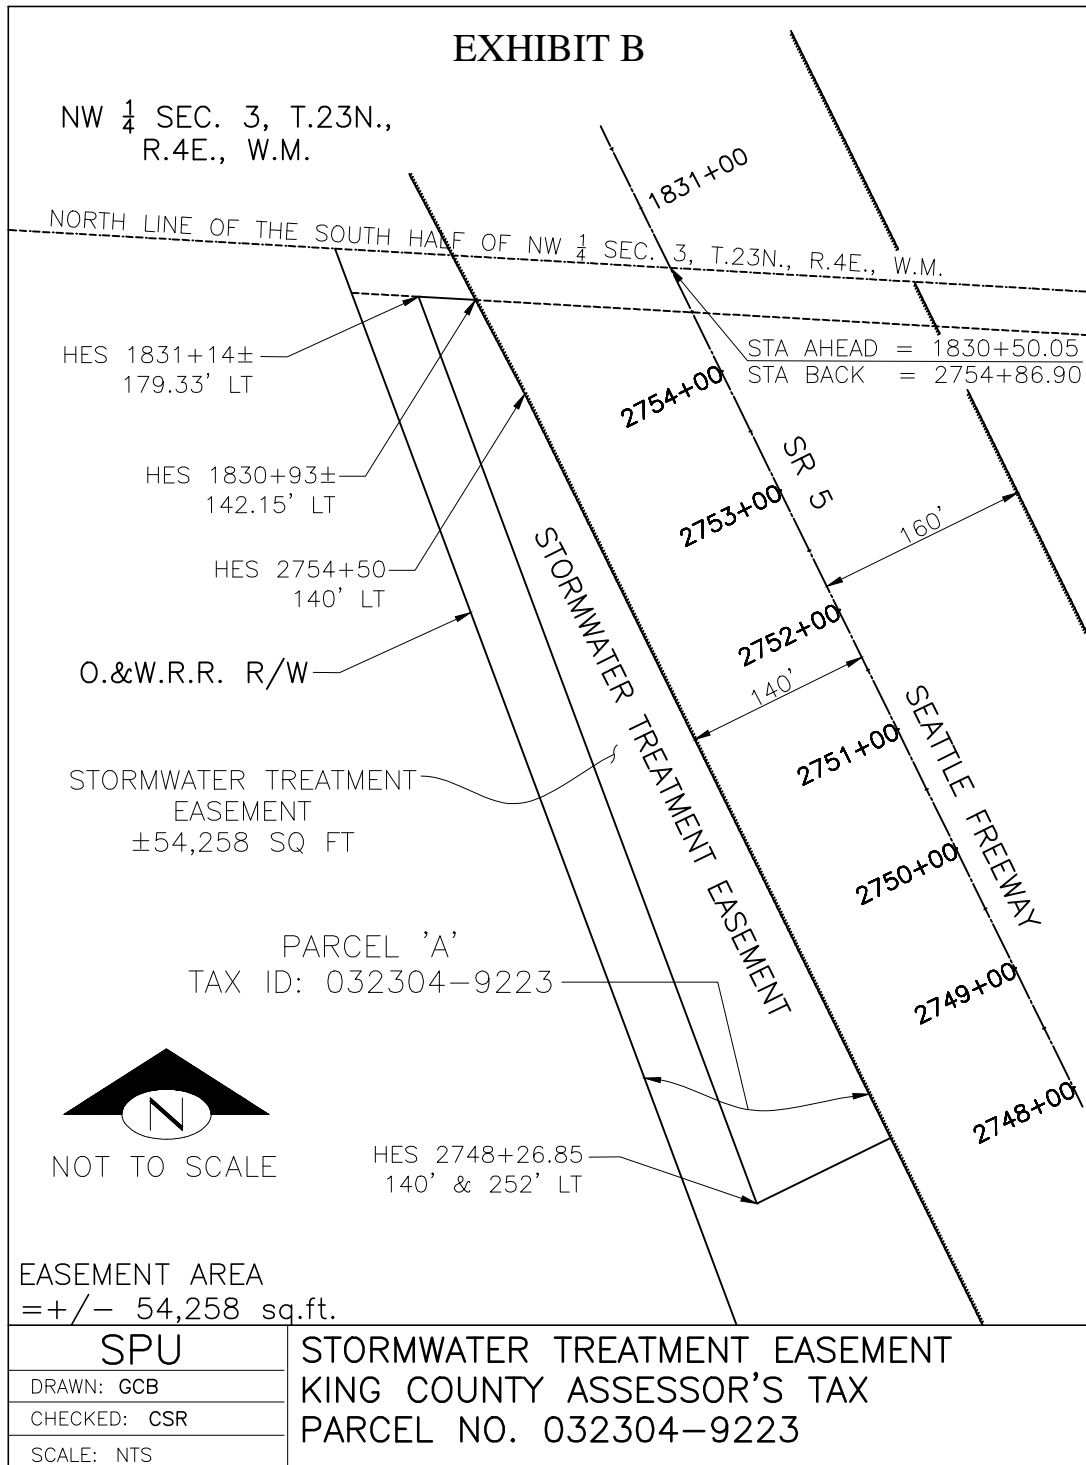 EXHIBIT B
NW 1/4 SEC. 3, T.23N.,
R.4E., W.M.
1831+00
NORTH LINE OF THE SOUTH HALF OF NW 1/4 SEC. 3, T.23N., R.4E., W.M.
HES 1831+14±
179.33' LT
STA AHEAD = 1830+50.05
STA BACK = 2754+86.90
2754+00
SR 5
HES 1830+93±
142.15' LT
2753+00
160'
HES 2754+50
140' LT
STORMWATER TREATMENT EASEMENT
2752+00
O.&W.R.R. R/W
140'
SEATTLE FREEWAY
2751+00
STORMWATER TREATMENT
EASEMENT
±54,258 SQ FT
2750+00
PARCEL 'A'
TAX ID: 032304-9223
2749+00
N
NOT TO SCALE
2748+00
HES 2748+26.85
140' & 252' LT
EASEMENT AREA
=+/- 54,258 sq.ft.
SPU
DRAWN: GCB
CHECKED: CSR
SCALE: NTS
STORMWATER TREATMENT EASEMENT
KING COUNTY ASSESSOR'S TAX
PARCEL NO. 032304-9223